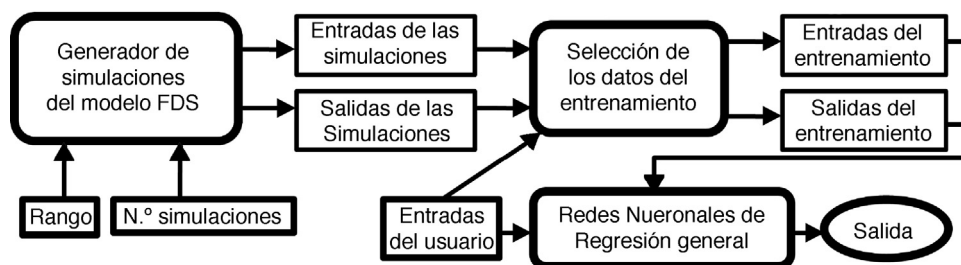 Generador de
simulaciones
del modelo FDS
Entradas de las
simulaciones
Salidas de las
Simulaciones
Selección de
los datos del
entrenamiento
Entradas del
entrenamiento
Salidas del
entrenamiento
Rango
N.º simulaciones
Entradas
del usuario
Redes Nueronales de
Regresión general
Salida